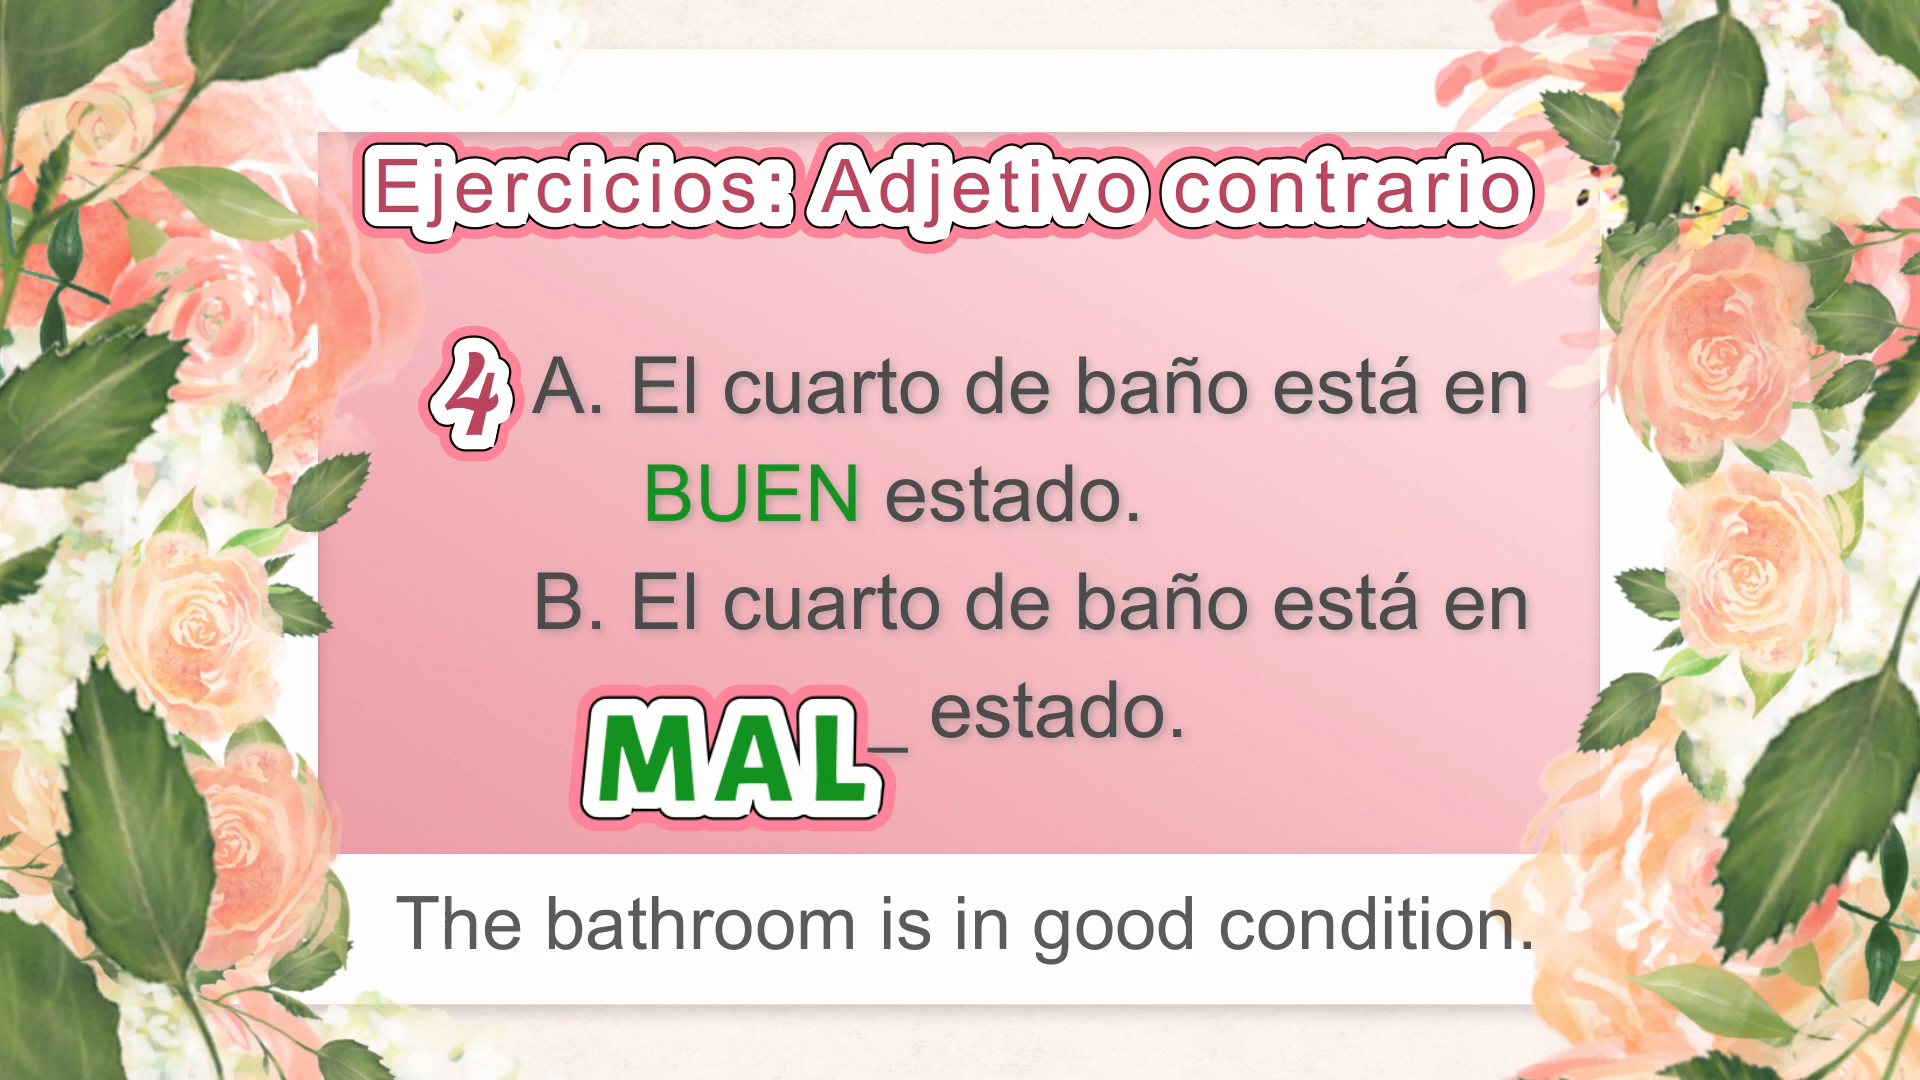 Ejercicios: Adjetivo contrario
4 A. El cuarto de baño está en
BUEN estado.
B. El cuarto de baño está en
MAL_ estado.
The bathroom is in good condition.